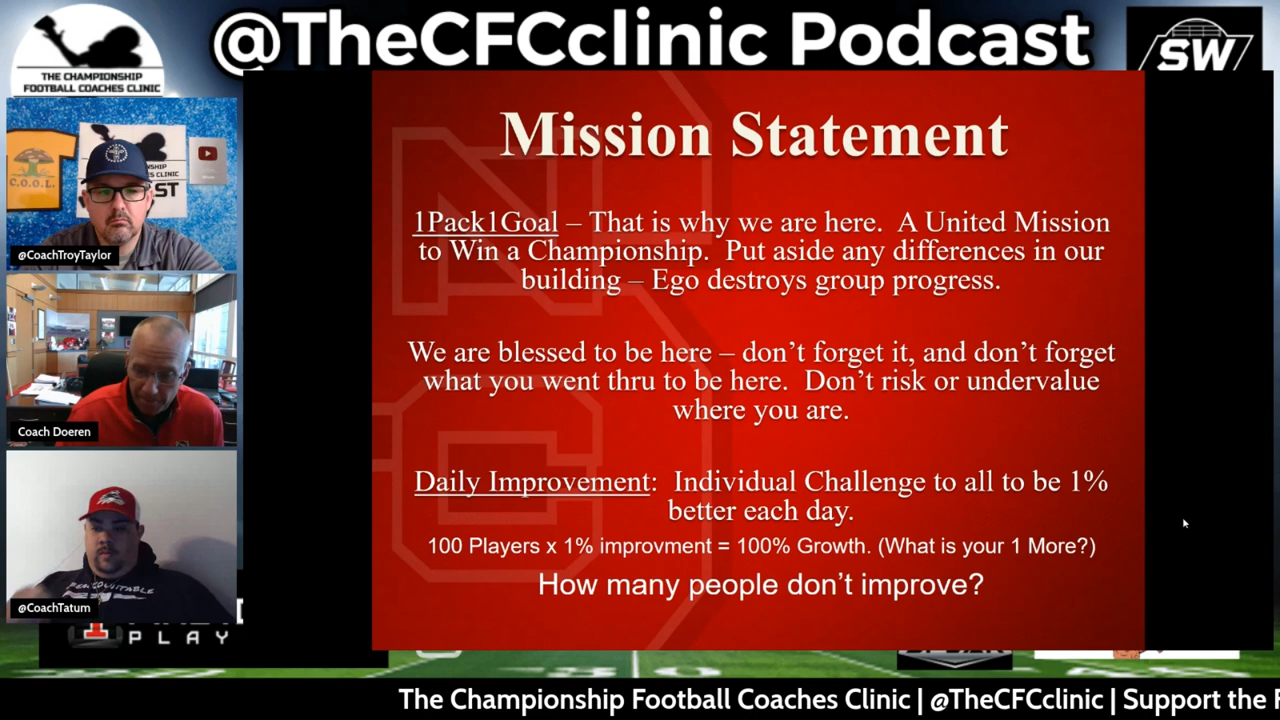 @TheCFCclinic Podcast
THE CHAMPIONSHIP
FOOTBALL COACHES CLINIC
SW
C.O.O.L.
@CoachTroyTaylor
Coach Doeren
@CoachTatum
PLAY
Mission Statement
1Pack1Goal – That is why we are here. A United Mission
to Win a Championship. Put aside any differences in our
building – Ego destroys group progress.
We are blessed to be here – don't forget it, and don't forget
what you went thru to be here. Don't risk or undervalue
where you are.
Daily Improvement: Individual Challenge to all to be 1%
better each day.
100 Players x 1% improvment = 100% Growth. (What is your 1 More?)
How many people don't improve?
The Championship Football Coaches Clinic | @TheCFCclinic | Support the